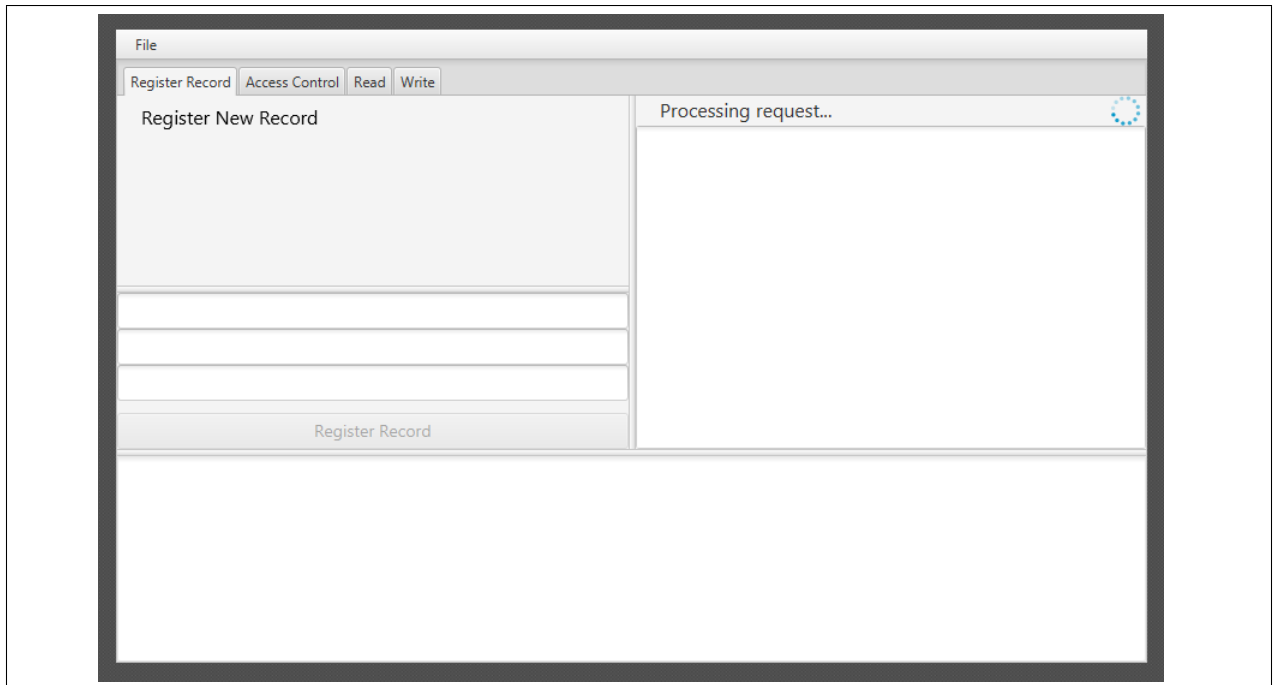 File
Register Record Access Control Read Write
Register New Record
Processing request...
Register Record